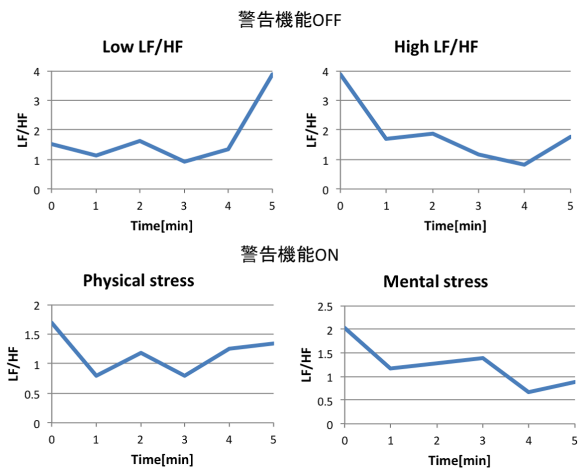 警告機能OFF
Low LF/HF
High LF/HF
4
3
2
1
0
LF/HF
0 1 2 3 4 5
Time[min]
4
3
2
1
0
LF/HF
0 1 2 3 4 5
Time[min]
警告機能ON
Physical stress
Mental stress
2
1.5
1
0.5
0
LF/HF
0 1 2 3 4 5
Time[min]
2.5
2
1.5
1
0.5
0
LF/HF
0 1 2 3 4 5
Time[min]